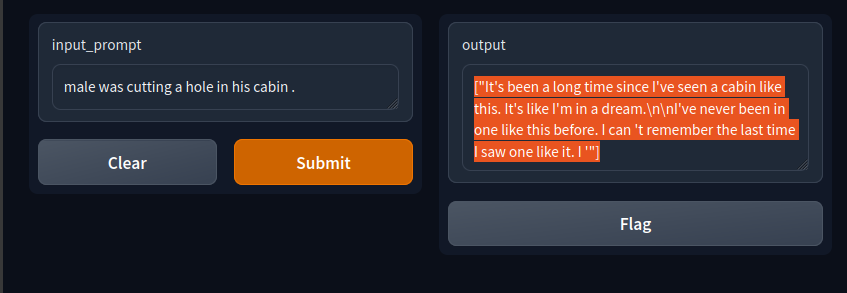 input_prompt
male was cutting a hole in his cabin .
Clear
Submit
output
["It's been a long time since I've seen a cabin like
this. It's like I'm in a dream.\n\nI've never been in
one like this before. I can 't remember the last time
I saw one like it. I '"]
Flag